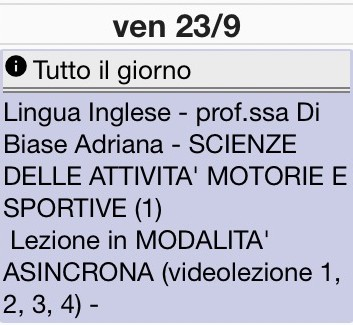 ven 23/9
Tutto il giorno
Lingua Inglese - prof.ssa Di
Biase Adriana - SCIENZE
DELLE ATTIVITA' MOTORIE E
SPORTIVE (1)
Lezione in MODALITA'
ASINCRONA (videolezione 1,
2, 3, 4) -